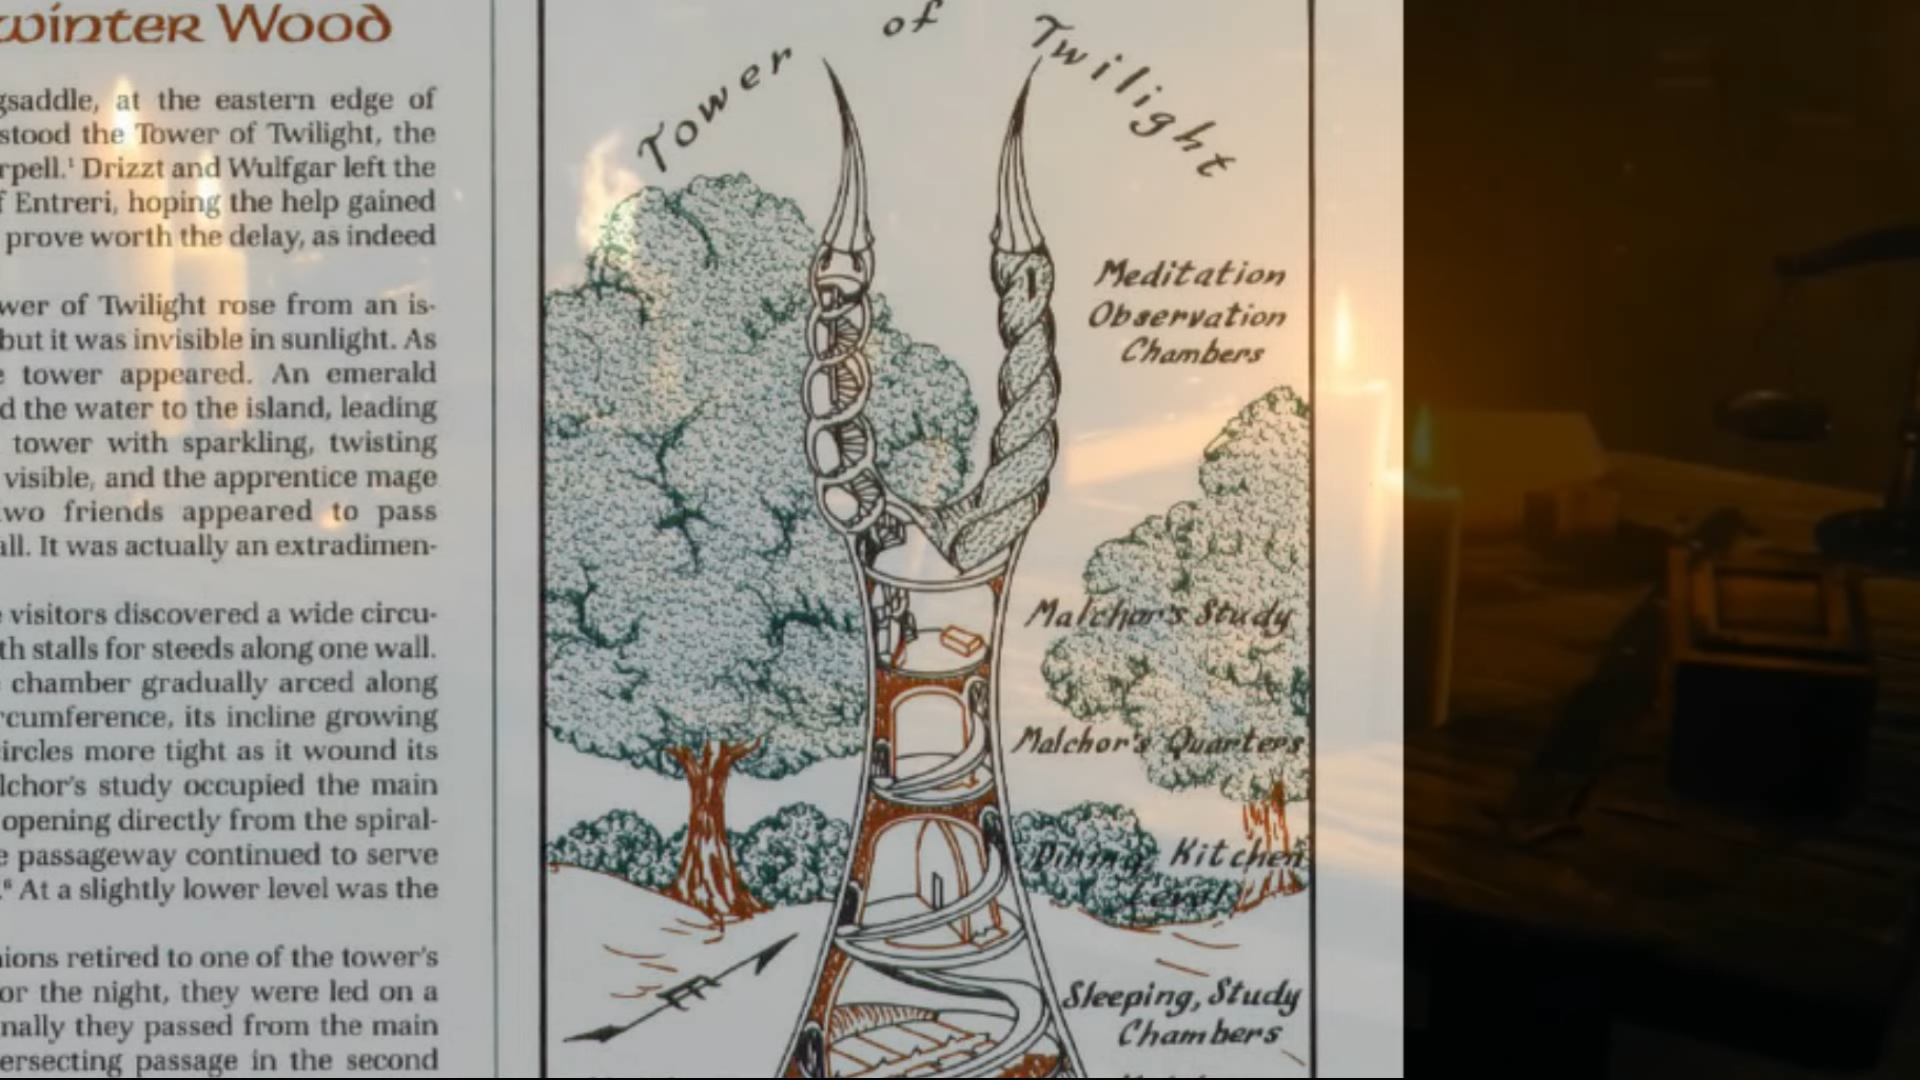 winter Wood
gsaddle, at the eastern edge of
stood the Tower of Twilight, the
rpell.¹ Drizzt and Wulfgar left the
f Entreri, hoping the help gained
prove worth the delay, as indeed
wer of Twilight rose from an is-
but it was invisible in sunlight. As
e tower appeared. An emerald
d the water to the island, leading
tower with sparkling, twisting
visible, and the apprentice mage
wo friends appeared to pass
all. It was actually an extradimen-
e visitors discovered a wide circu-
th stalls for steeds along one wall.
chamber gradually arced along
rcumference, its incline growing
circles more tight as it wound its
lchor's study occupied the main
opening directly from the spiral-
e passageway continued to serve
.⁶ At a slightly lower level was the
nions retired to one of the tower's
or the night, they were led on a
nally they passed from the main
ersecting passage in the second
Tower of Twilight
Meditation
Observation
Chambers
Malchor's Study
Malchor's Quarters
Dining, Kitchen
Levels
Sleeping, Study
Chambers